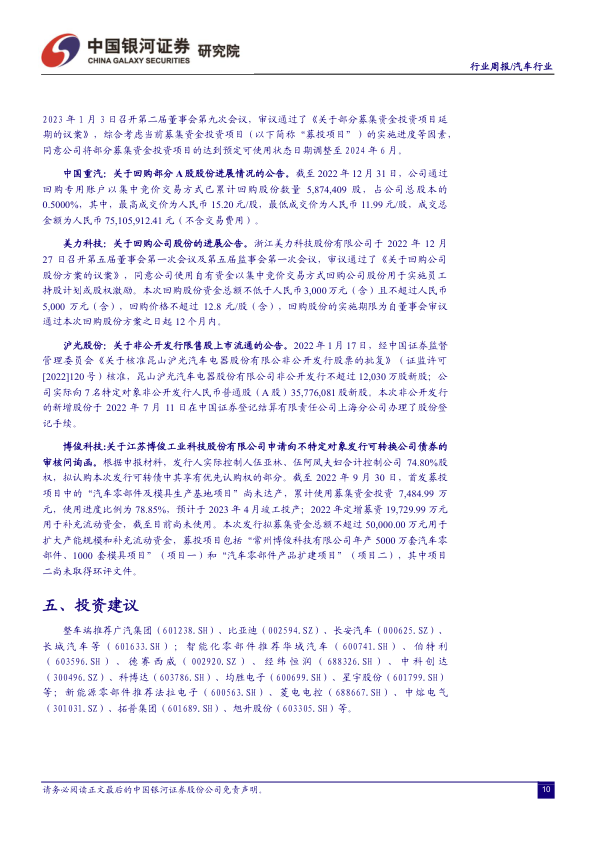 中国银河证券 研究院
CHINA GALAXY SECURITIES
行业周报/汽车行业
2023 年 1 月 3 日召开第二届董事会第九次会议，审议通过了《关于部分募集资金投资项目延
期的议案》，综合考虑当前募集资金投资项目（以下简称“募投项目”）的实施进度等因素，
同意公司将部分募集资金投资项目的达到预定可使用状态日期调整至 2024 年 6 月。
中国重汽：关于回购部分 A 股股份进展情况的公告。截至 2022 年 12 月 31 日，公司通过
回购专用账户以集中竞价交易方式已累计回购股份数量 5,874,409 股，占公司总股本的
0.5000%，其中，最高成交价为人民币 15.20 元/股，最低成交价为人民币 11.99 元/股，成交总
金额为人民币 75,105,912.41 元（不含交易费用）。
美力科技：关于回购公司股份的进展公告。浙江美力科技股份有限公司于 2022 年 12 月
27 日召开第五届董事会第一次会议及第五届监事会第一次会议，审议通过了《关于回购公司
股份方案的议案》，同意公司使用自有资金以集中竞价交易方式回购公司股份用于实施员工
持股计划或股权激励。本次回购股份资金总额不低于人民币 3,000 万元（含）且不超过人民币
5,000 万元（含），回购价格不超过 12.8 元/股（含），回购股份的实施期限为自董事会审议
通过本次回购股份方案之日起 12 个月内。
沪光股份：关于非公开发行限售股上市流通的公告。2022 年 1 月 17 日，经中国证券监督
管理委员会《关于核准昆山沪光汽车电器股份有限公非公开发行股票的批复》（证监许可
[2022]120 号）核准，昆山沪光汽车电器股份有限公司非公开发行不超过 12,030 万股新股；公
司实际向 7 名特定对象非公开发行人民币普通股（A 股）35,776,081 股新股。本次非公开发行
的新增股份于 2022 年 7 月 11 日在中国证券登记结算有限责任公司上海分公司办理了股份登
记手续。
博俊科技:关于江苏博俊工业科技股份有限公司申请向不特定对象发行可转换公司债券的
审核问询函。根据申报材料，发行人实际控制人伍亚林、伍阿凤夫妇合计控制公司 74.80%股
权，拟认购本次发行可转债中其享有优先认购权的部分。截至 2022 年 9 月 30 日，首发募投
项目中的“汽车零部件及模具生产基地项目”尚未达产，累计使用募集资金投资 7,484.99 万
元，使用进度比例为 78.85%，预计于 2023 年 4 月竣工投产；2022 年定增募资 19,729.99 万元
用于补充流动资金，截至目前尚未使用。本次发行拟募集资金总额不超过 50,000.00 万元用于
扩大产能规模和补充流动资金，募投项目包括“常州博俊科技有限公司年产 5000 万套汽车零
部件、1000 套模具项目”（项目一）和“汽车零部件产品扩建项目”（项目二），其中项目
二尚未取得环评文件。
五、投资建议
整车端推荐广汽集团（601238.SH）、比亚迪（002594.SZ）、长安汽车（000625.SZ）、
长城汽车等（601633.SH）；智能化零部件推荐华域汽车（600741.SH）、伯特利
（603596.SH）、德赛西威（002920.SZ）、经纬恒润（688326.SH）、中科创达
（300496.SZ）、科博达（603786.SH）、均胜电子（600699.SH）、星宇股份（601799.SH）
等；新能源零部件推荐法拉电子（600563.SH）、菱电电控（688667.SH）、中熔电气
（301031.SZ）、拓普集团（601689.SH）、旭升股份（603305.SH）等。
请务必阅读正文最后的中国银河证券股份公司免责声明。
10